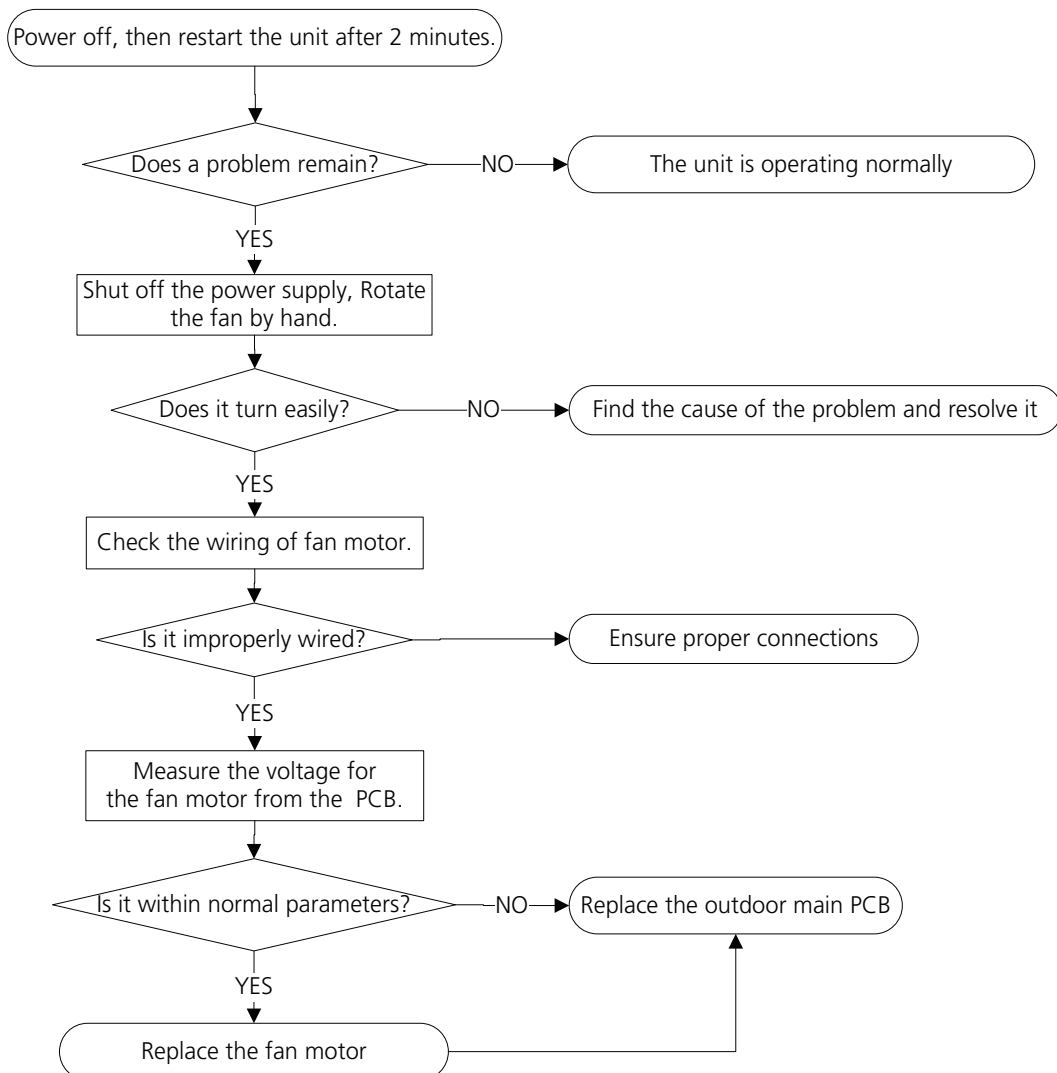 Power off, then restart the unit after 2 minutes.
Does a problem remain?
NO
The unit is operating normally
YES
Shut off the power supply, Rotate
the fan by hand.
Does it turn easily?
NO
Find the cause of the problem and resolve it
YES
Check the wiring of fan motor.
Is it improperly wired?
Ensure proper connections
YES
Measure the voltage for
the fan motor from the PCB.
Is it within normal parameters?
NO
Replace the outdoor main PCB
YES
Replace the fan motor